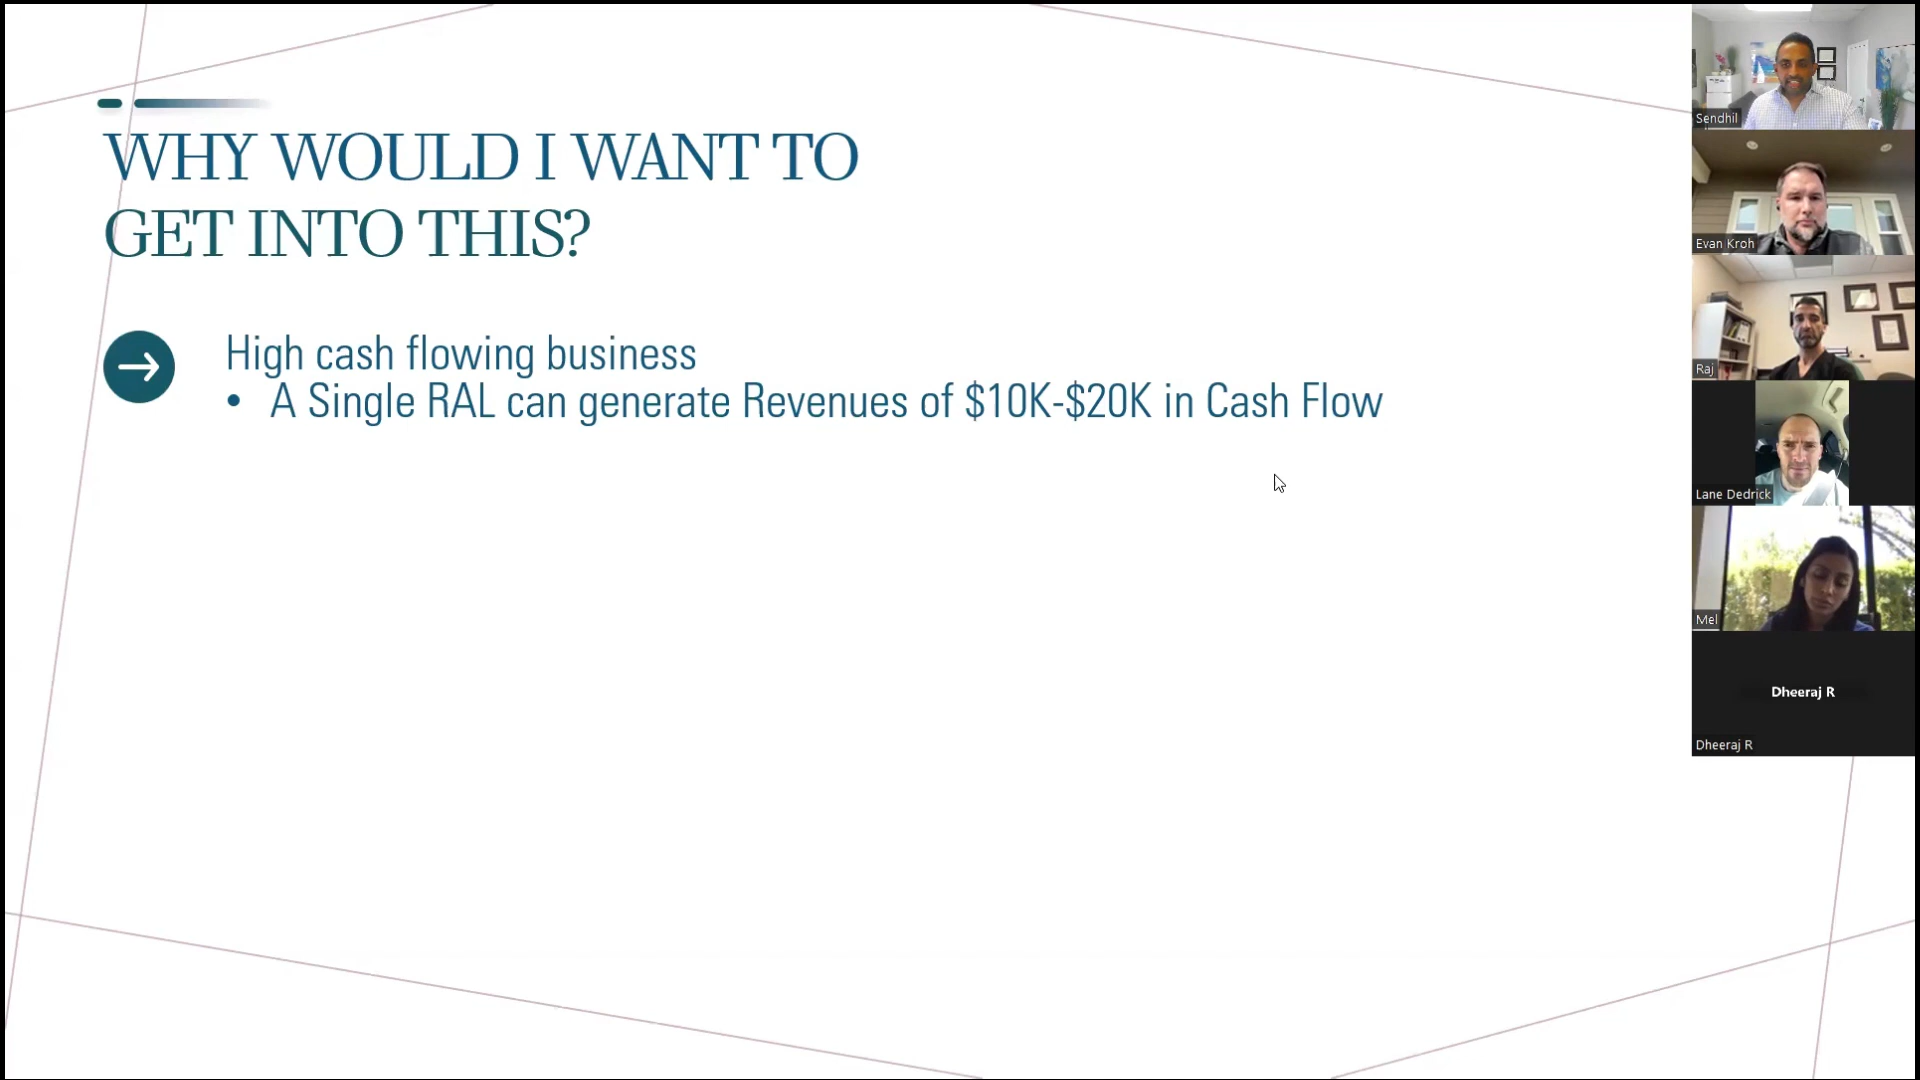 WHY WOULD I WANT TO
GET INTO THIS?
High cash flowing business
• A Single RAL can generate Revenues of $10K-$20K in Cash Flow
Sendhil
Evan Kroh
Raj
Lane Dedrick
Mel
Dheeraj R
Dheeraj R